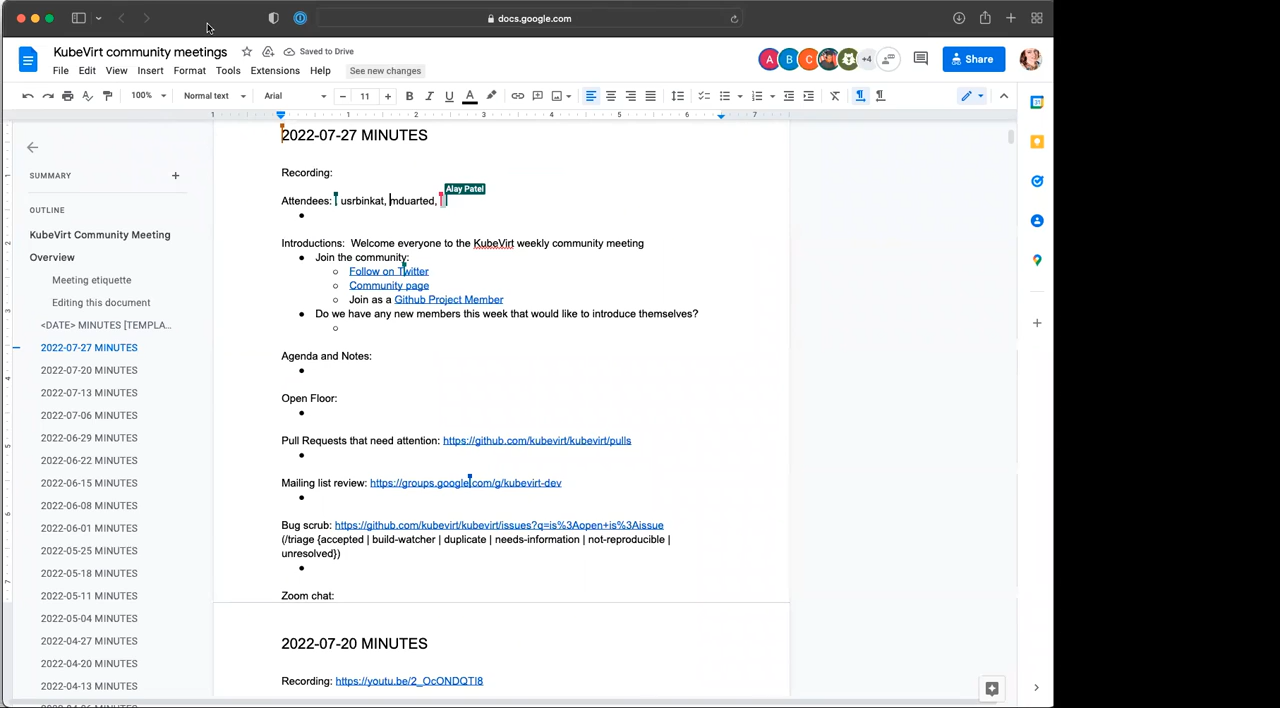 docs.google.com
KubeVirt community meetings
Saved to Drive
File Edit View Insert Format Tools Extensions Help
See new changes
A B C +4
Share
100% Normal text Arial 11
B I U A
1 1 2 3 4 5 6 7
SUMMARY
OUTLINE
KubeVirt Community Meeting
Overview
Meeting etiquette
Editing this document
<DATE> MINUTES [TEMPLA...
2022-07-27 MINUTES
2022-07-20 MINUTES
2022-07-13 MINUTES
2022-07-06 MINUTES
2022-06-29 MINUTES
2022-06-22 MINUTES
2022-06-15 MINUTES
2022-06-08 MINUTES
2022-06-01 MINUTES
2022-05-25 MINUTES
2022-05-18 MINUTES
2022-05-11 MINUTES
2022-05-04 MINUTES
2022-04-27 MINUTES
2022-04-20 MINUTES
2022-04-13 MINUTES
2022-07-27 MINUTES
Recording:
Alay Patel
Attendees: usrbinkat, mduarted,
Introductions: Welcome everyone to the KubeVirt weekly community meeting
Join the community:
Follow on Twitter
Community page
Join as a Github Project Member
Do we have any new members this week that would like to introduce themselves?
Agenda and Notes:
Open Floor:
Pull Requests that need attention: https://github.com/kubevirt/kubevirt/pulls
Mailing list review: https://groups.google.com/g/kubevirt-dev
Bug scrub: https://github.com/kubevirt/kubevirt/issues?q=is%3Aopen+is%3Aissue
(/triage {accepted | build-watcher | duplicate | needs-information | not-reproducible |
unresolved})
Zoom chat:
2022-07-20 MINUTES
Recording: https://youtu.be/2_OcONDQTI8